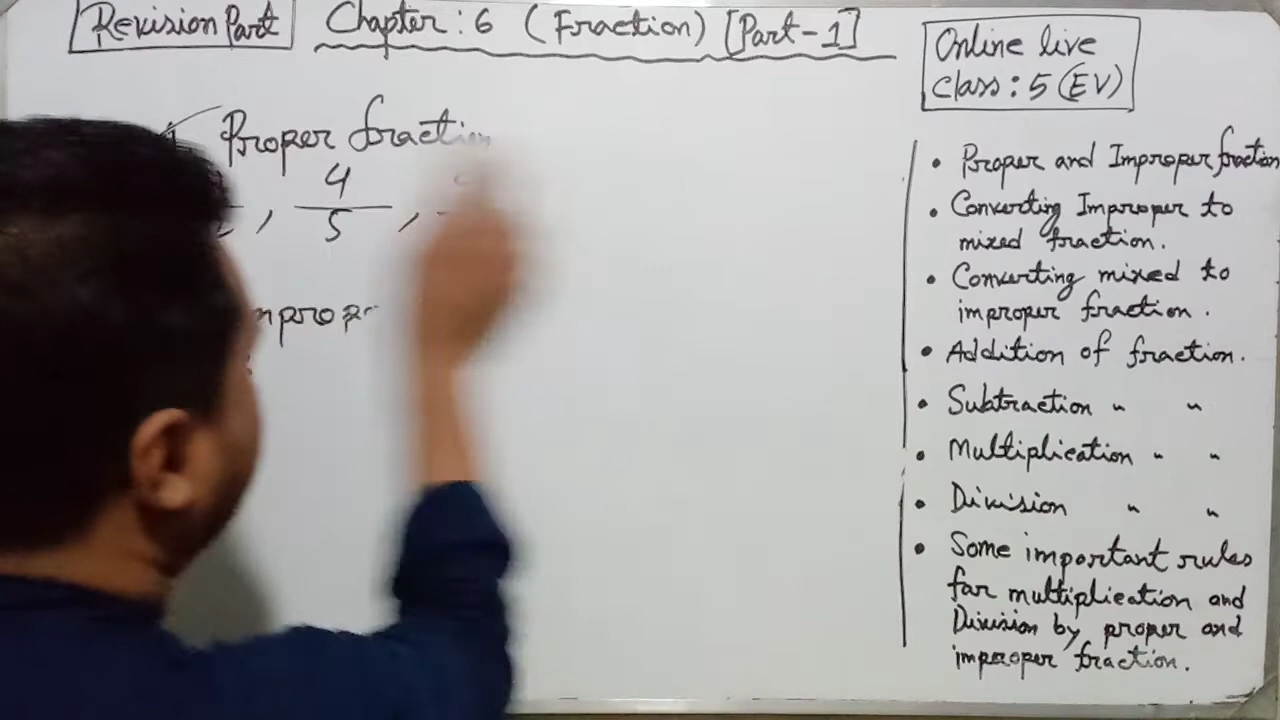 Revision Part
Chapter : 6 (Fraction) [Part-1]
Online live
Class : 5 (EV)
Proper fraction
4
5
,
,
• Proper and Improper fraction
• Converting Improper to
mixed fraction.
• Converting mixed to
improper fraction.
• Addition of fraction.
• Subtraction " "
• Multiplication " "
• Division " "
• Some important rules
for multiplication and
Division by proper and
improper fraction.